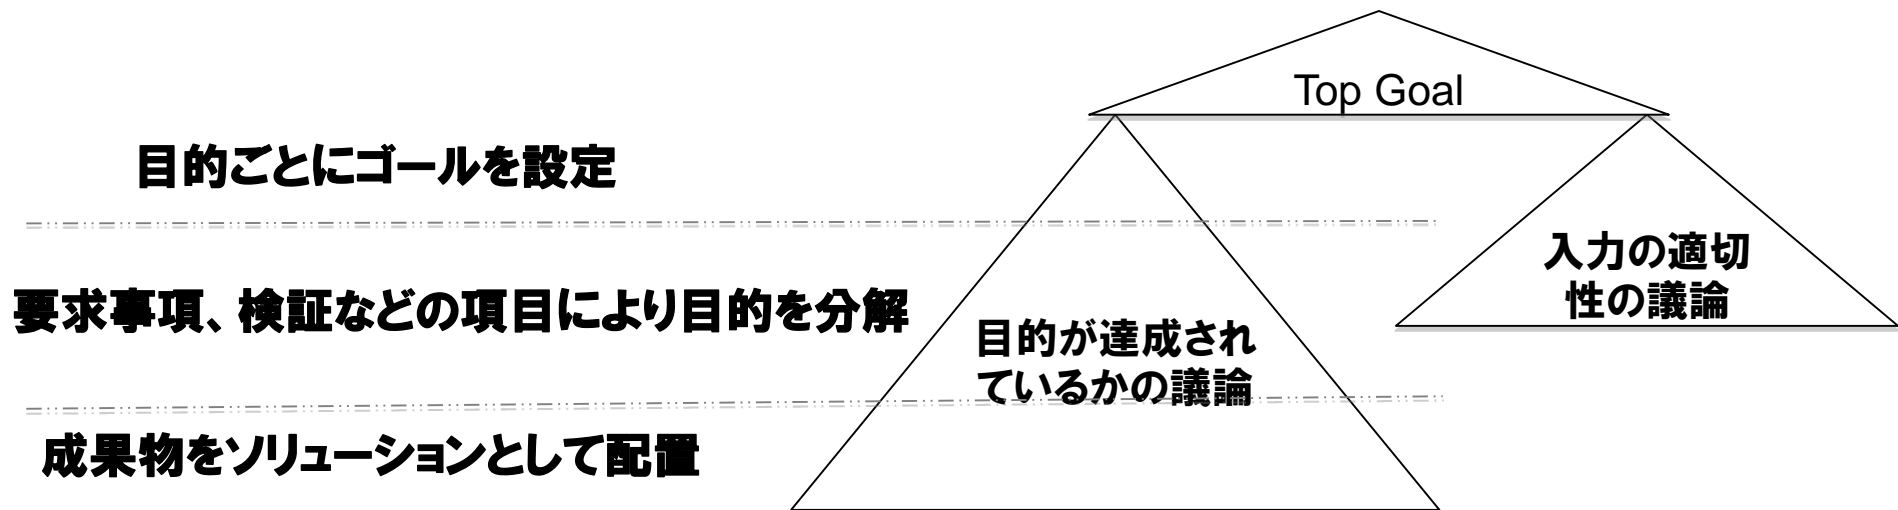 Top Goal
目的ごとにゴールを設定
要求事項、検証などの項目により目的を分解
成果物をソリューションとして配置
目的が達成され
ているかの議論
入力の適切
性の議論